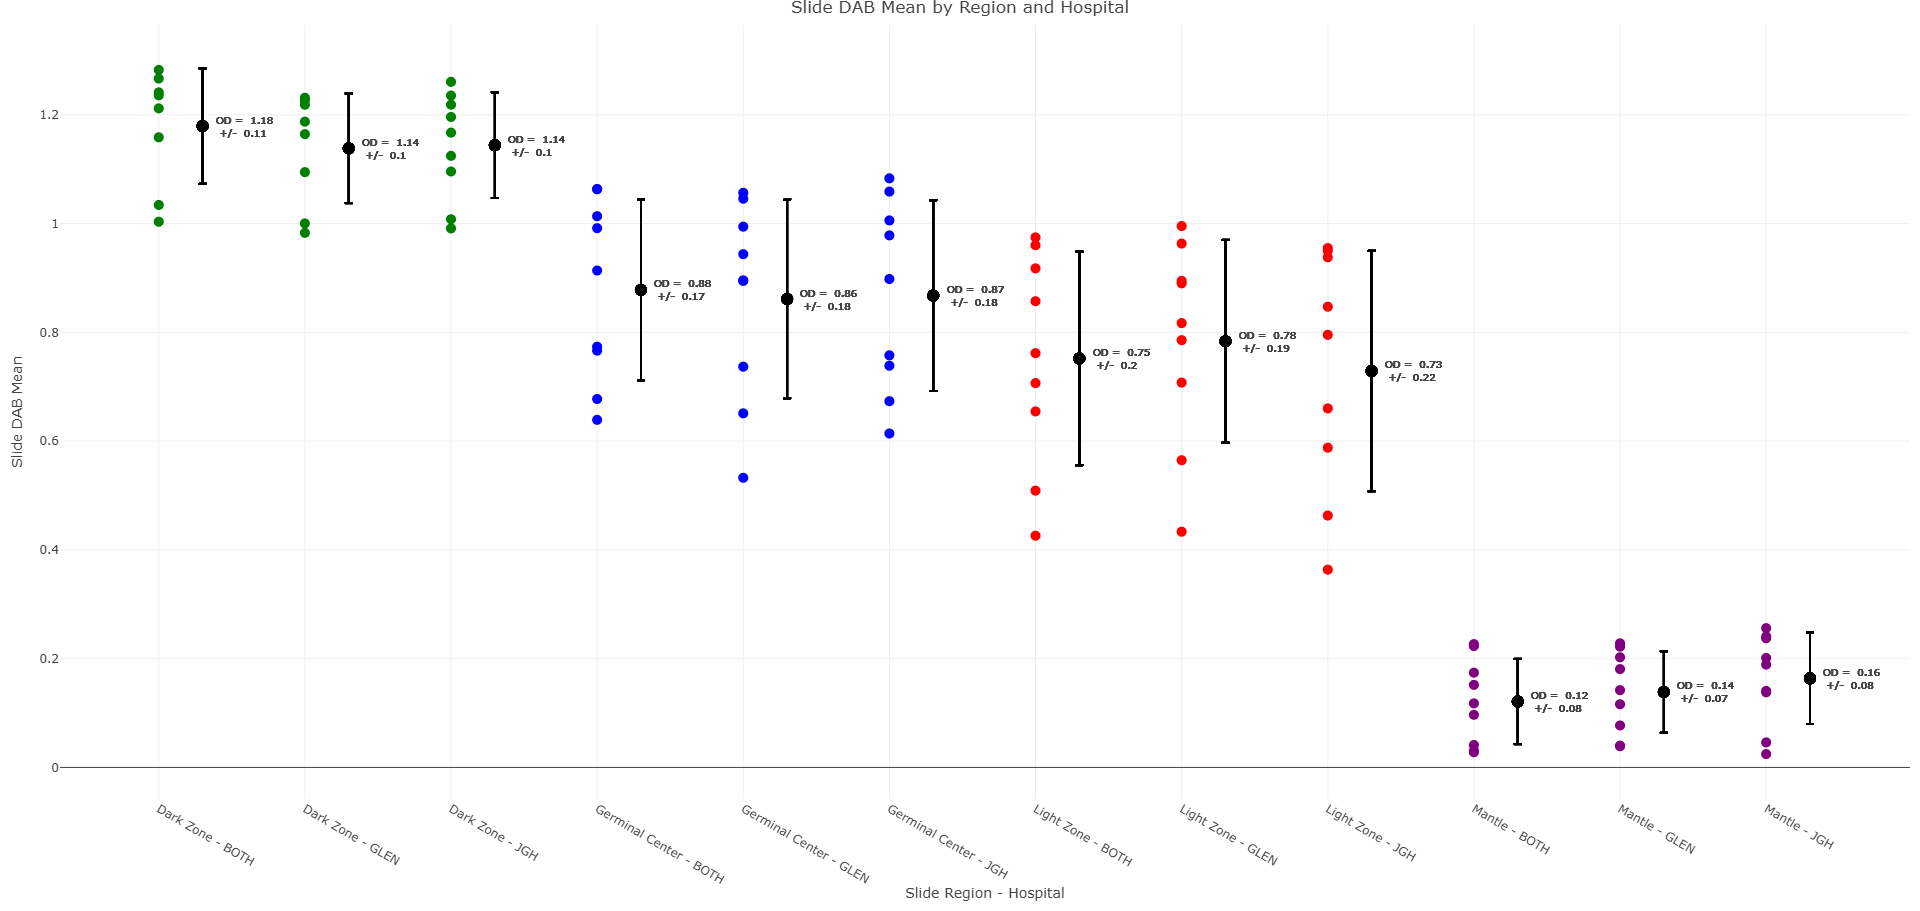 Slide DAB Mean by Region and Hospital
Slide DAB Mean
1.2
1
0.8
0.6
0.4
0.2
0
OD = 1.18
+/- 0.11
OD = 1.14
+/- 0.1
OD = 1.14
+/- 0.1
OD = 0.88
+/- 0.17
OD = 0.86
+/- 0.18
OD = 0.87
+/- 0.18
OD = 0.75
+/- 0.2
OD = 0.78
+/- 0.19
OD = 0.73
+/- 0.22
OD = 0.12
+/- 0.08
OD = 0.14
+/- 0.07
OD = 0.16
+/- 0.08
Dark Zone - BOTH
Dark Zone - GLEN
Dark Zone - JGH
Germinal Center - BOTH
Germinal Center - GLEN
Germinal Center - JGH
Light Zone - BOTH
Light Zone - GLEN
Light Zone - JGH
Mantle - BOTH
Mantle - GLEN
Mantle - JGH
Slide Region - Hospital